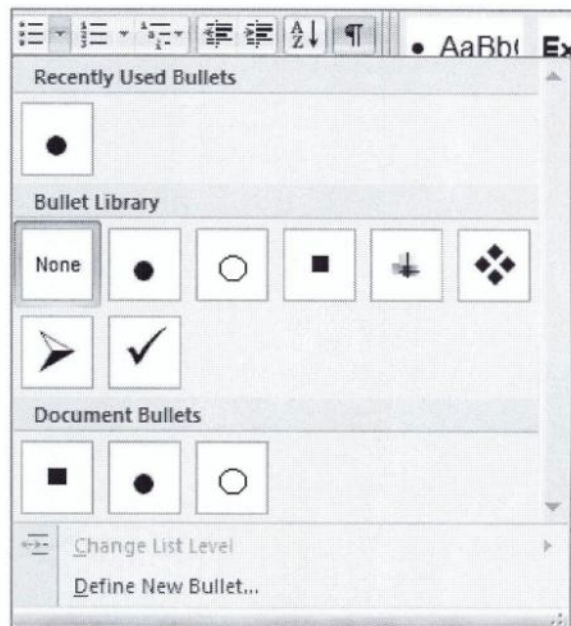 AaBb( Ex
Recently Used Bullets
Bullet Library
None
Document Bullets
Change List Level
Define New Bullet...